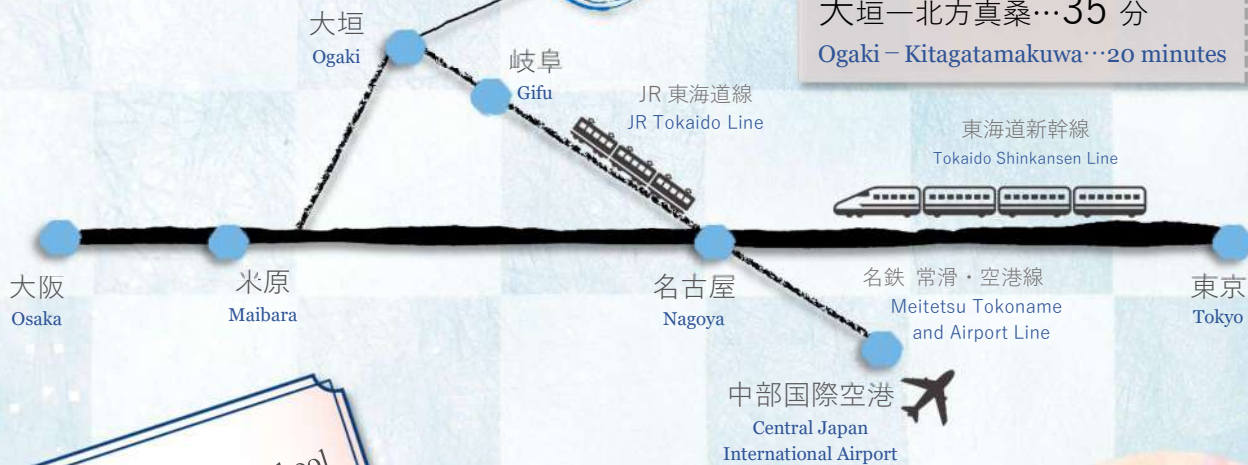 大垣ー北方真桑…35 分
Ogaki－Kitagatamakuwa…20 minutes
大垣
Ogaki
岐阜
Gifu
JR 東海道線
JR Tokaido Line
東海道新幹線
Tokaido Shinkansen Line
大阪
Osaka
米原
Maibara
名古屋
Nagoya
名鉄 常滑・空港線
Meitetsu Tokoname
and Airport Line
東京
Tokyo
中部国際空港
Central Japan
International Airport